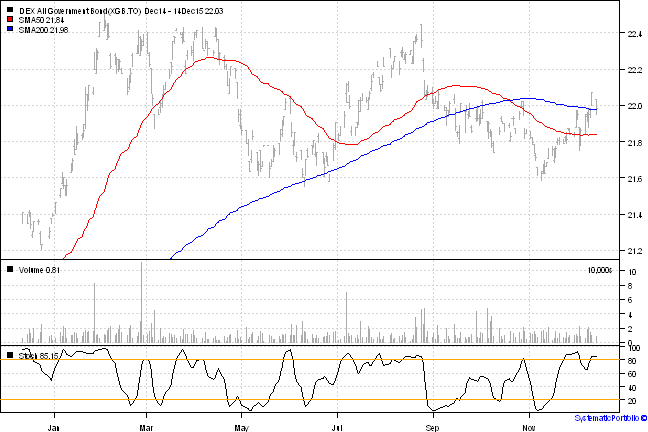 DEX All Government Bond(XGB.TO) Dec14 - 14Dec15 22.03
SMA50 21.84
SMA200 21.98
22.4
22.2
22.0
21.8
21.6
21.4
21.2
Volume 0.81
10,000s
10
8
6
4
2
0
Stoch 85.15
100
80
60
40
20
Jan Mar May Jul Sep Nov
SystematicPortfolio ©